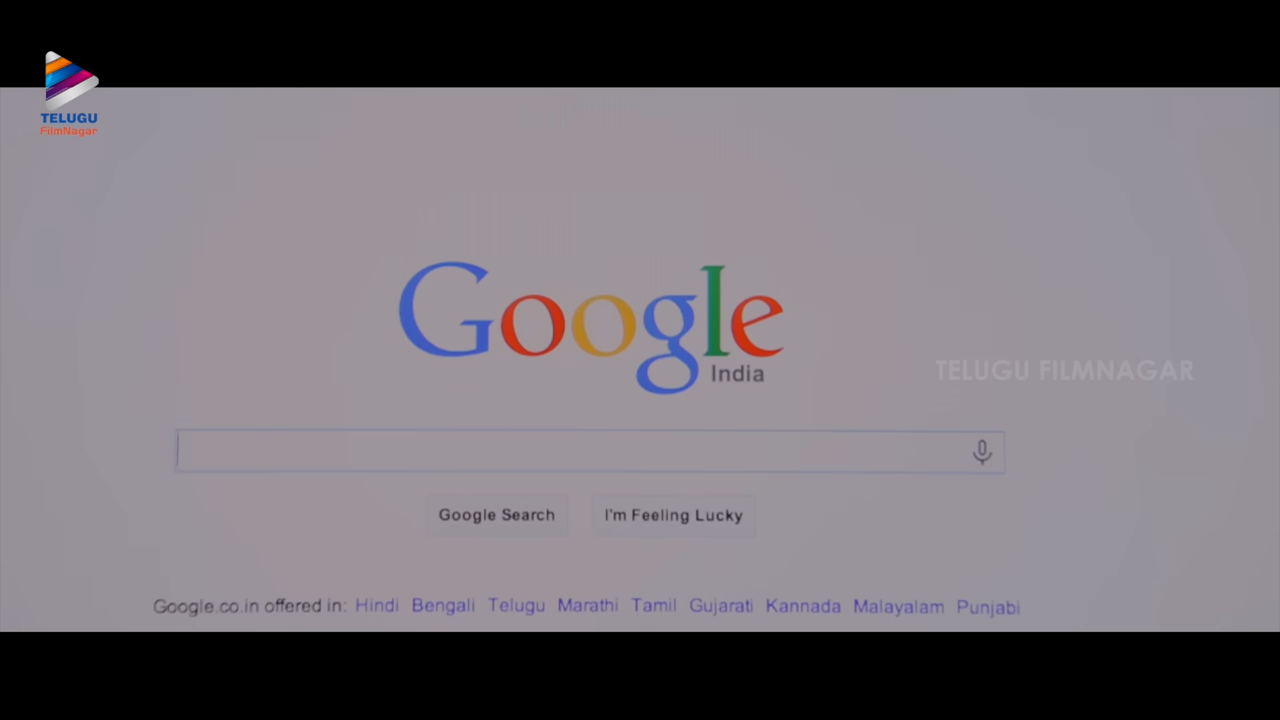 TELUGU
FilmNagar
Google
India
TELUGU FILMNAGAR
Google Search
I'm Feeling Lucky
Google.co.in offered in: Hindi Bengali Telugu Marathi Tamil Gujarati Kannada Malayalam Punjabi